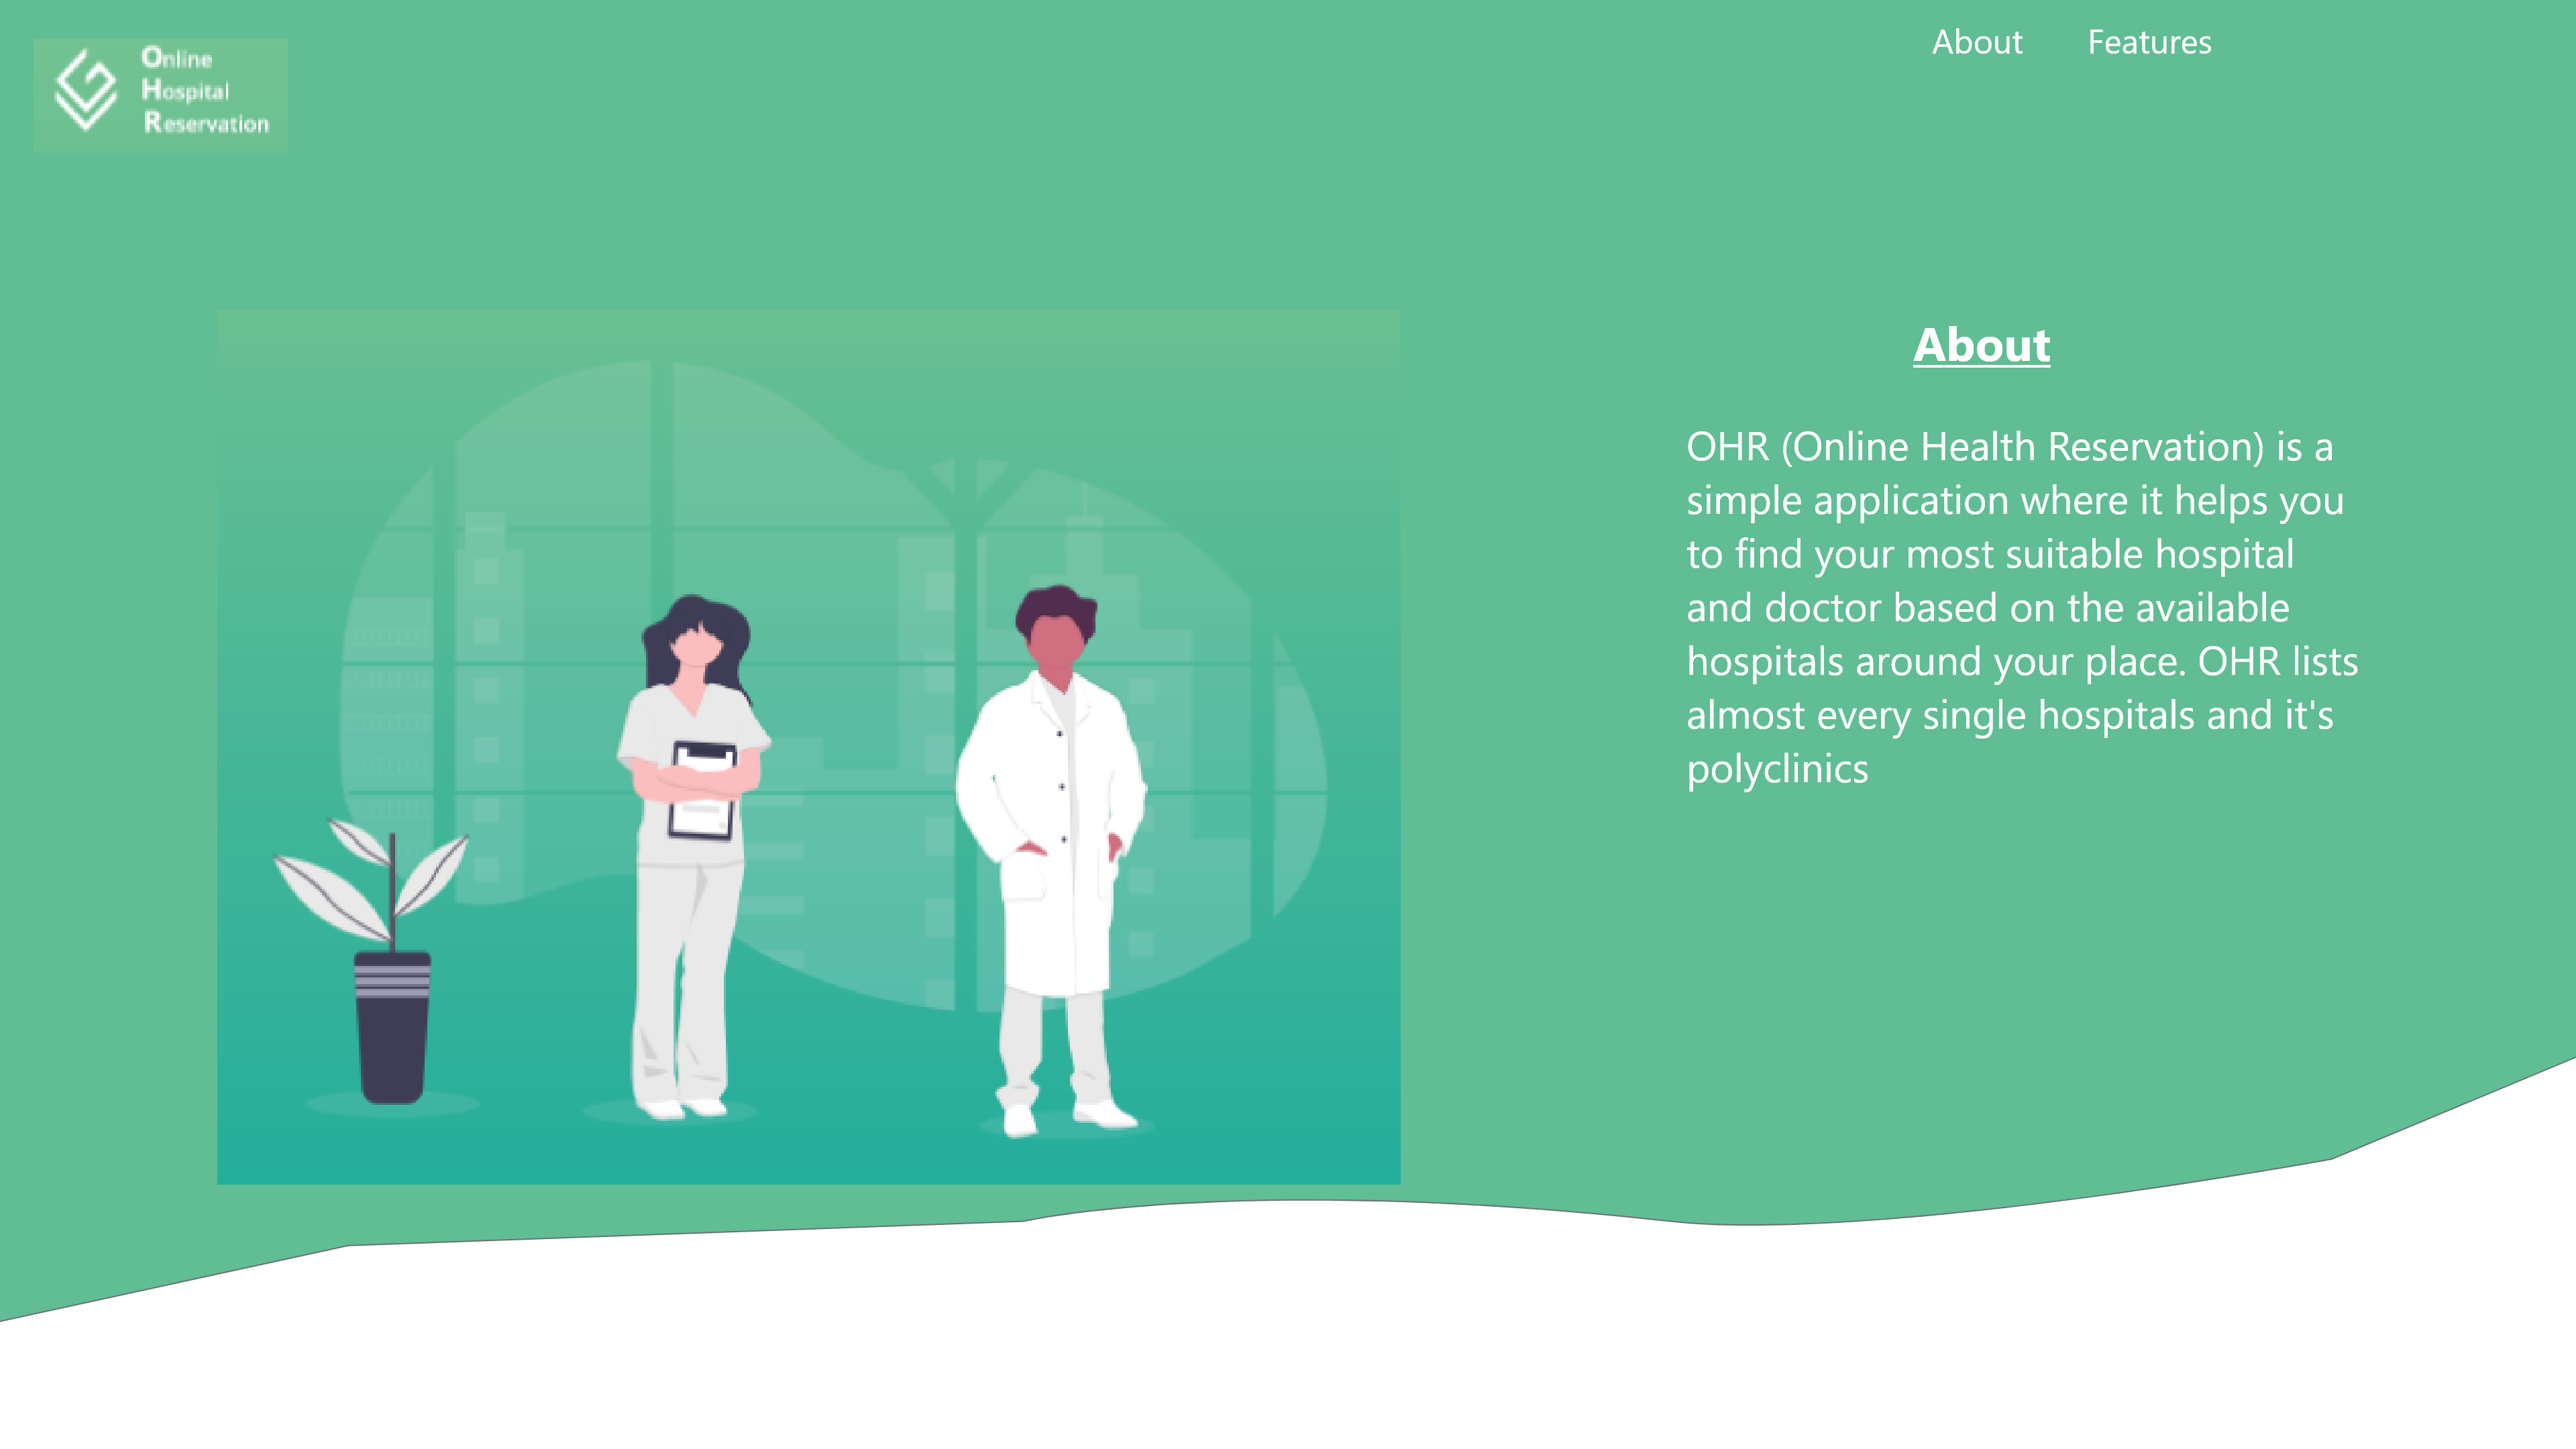 Online
Hospital
Reservation
About Features
About
OHR (Online Health Reservation) is a
simple application where it helps you
to find your most suitable hospital
and doctor based on the available
hospitals around your place. OHR lists
almost every single hospitals and it's
polyclinics